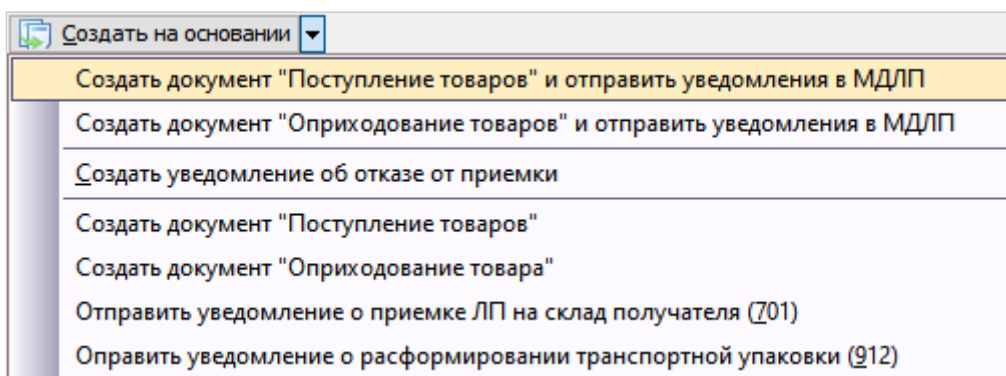 Создать на основании
Создать документ "Поступление товаров" и отправить уведомления в МДЛП
Создать документ "Оприходование товаров" и отправить уведомления в МДЛП
Создать уведомление об отказе от приемки
Создать документ "Поступление товаров"
Создать документ "Оприходование товара"
Отправить уведомление о приемке ЛП на склад получателя (701)
Оправить уведомление о расформировании транспортной упаковки (912)